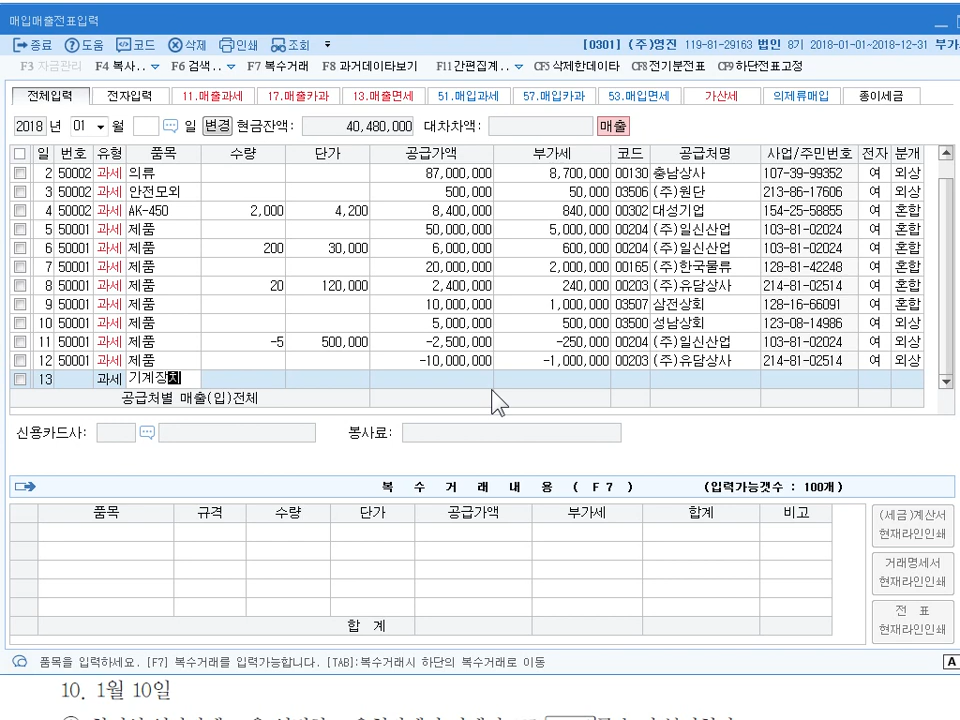 매입매출전표입력
종료 도움 코드 삭제 인쇄 조회 [0301] (주)영진 119-81-29163 법인 8기 2018-01-01~2018-12-31 부가
F3 자금관리 F4 복사.. F6 검색.. F7 복수거래 F8 과거데이타보기 F11간편집계.. CF5 삭제한데이타 CF8전기분전표 CF9하단전표고정
전체입력 전자입력 11.매출과세 17.매출카과 13.매출면세 51.매입과세 57.매입카과 53.매입면세 가산세 의제류매입 종이세금
2018 년 01 월 일 변경 현금잔액: 40,480,000 대차차액: 매출
일 번호 유형 품목 수량 단가 공급가액 부가세 코드 공급처명 사업/주민번호 전자 분개
2 50002 과세 의류 87,000,000 8,700,000 00130 충남상사 107-39-99352 여 외상
3 50002 과세 안전모외 500,000 50,000 03506 (주)원단 213-86-17606 여 외상
4 50002 과세 AK-450 2,000 4,200 8,400,000 840,000 00302 대성기업 154-25-58855 여 혼합
5 50001 과세 제품 50,000,000 5,000,000 00204 (주)일신산업 103-81-02024 여 혼합
6 50001 과세 제품 200 30,000 6,000,000 600,000 00204 (주)일신산업 103-81-02024 여 혼합
7 50001 과세 제품 20,000,000 2,000,000 00165 (주)한국물류 128-81-42248 여 혼합
8 50001 과세 제품 20 120,000 2,400,000 240,000 00203 (주)유담상사 214-81-02514 여 혼합
9 50001 과세 제품 10,000,000 1,000,000 03507 삼전상회 128-16-66091 여 혼합
10 50001 과세 제품 5,000,000 500,000 03500 성남상회 123-08-14986 여 외상
11 50001 과세 제품 -5 500,000 -2,500,000 -250,000 00204 (주)일신산업 103-81-02024 여 외상
12 50001 과세 제품 -10,000,000 -1,000,000 00203 (주)유담상사 214-81-02514 여 외상
13 과세 기계장치
공급처별 매출(입)전체
신용카드사: 봉사료:
복 수 거 래 내 용 ( F 7 ) (입력가능갯수 : 100개)
품목 규격 수량 단가 공급가액 부가세 합계 비고
(세금)계산서
현재라인인쇄
거래명세서
현재라인인쇄
전 표
현재라인인쇄
합 계
품목을 입력하세요. [F7] 복수거래를 입력가능합니다. [TAB]:복수거래시 하단의 복수거래로 이동 A
10. 1월 10일